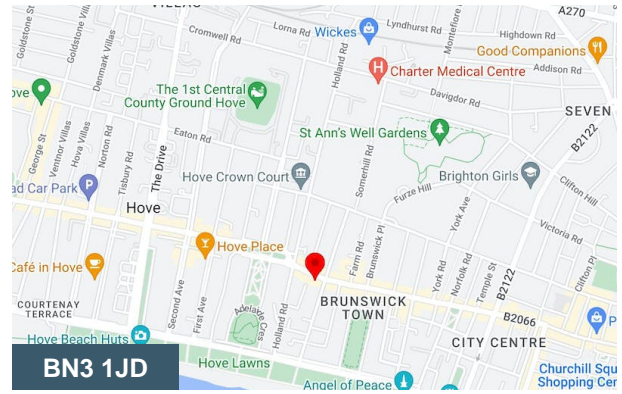 VILLAS
Lyndhurst Rd
A270
Goldstone St
Goldstone Villas
Denmark Villas
Cromwell Rd
Lorna Rd
Wickes
Holland Rd
Montefiore
Highdown Rd
Good Companions
Addison Rd
Charter Medical Centre
Davigdor Rd
ove
The 1st Central
County Ground Hove
SEVEN
B2122
George St
Ventnor Villas
Hova Villas
Norton Rd
Tisbury Rd
The Drive
Eaton Rd
St Ann's Well Gardens
Somerhill Rd
Hove Crown Court
Brighton Girls
Furze Hill
Clifton Hill
ad Car Park
Hove
York Ave
Victoria Rd
Hove Place
Farm Rd
Brunswick Pl
Café in Hove
York Rd
Norfolk Rd
Temple St
B2122
Clifton Pl
Second Ave
First Ave
Adelaide
Cres
Holland Rd
BRUNSWICK
TOWN
COURTENAY
TERRACE
B2066
CITY CENTRE
Hove Beach Huts
Hove Lawns
BN3 1JD
Angel of Peace
Churchill Squ
Shopping Cen